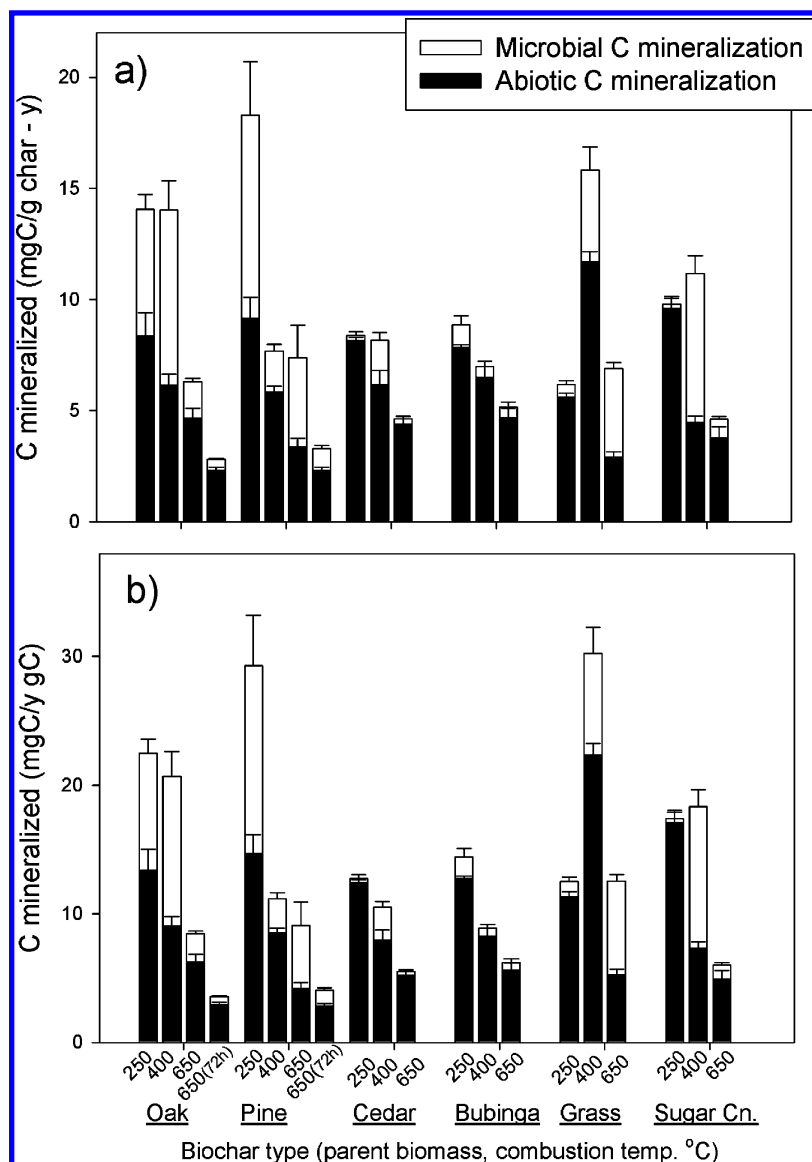 Microbial C mineralization
Abiotic C mineralization
a)
C mineralized (mgC/g char - y)
20
15
10
5
0
b)
C mineralized (mgC/y gC)
30
20
10
0
250 400 650 650(72h) 250 400 650 650(72h) 250 400 650 250 400 650 250 400 650 250 400 650
Oak Pine Cedar Bubinga Grass Sugar Cn.
Biochar type (parent biomass, combustion temp. °C)